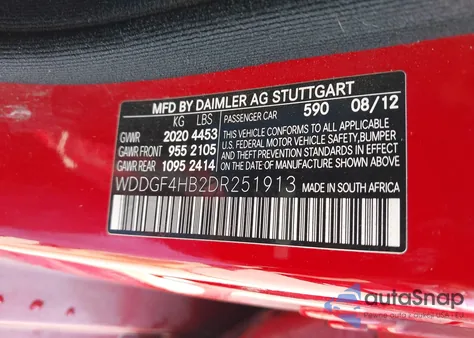 MFD BY DAIMLER AG STUTTGART
KG LBS PASSENGER CAR 590 08/12
GVWR 2020 4453
GAWR FRONT 955 2105
GAWR REAR 1095 2414
THIS VEHICLE CONFORMS TO ALL APPLICABLE
U.S. FEDERAL MOTOR VEHICLE SAFETY, BUMPER,
AND THEFT PREVENTION STANDARDS IN EFFECT
ON THE DATE OF MANUFACTURE SHOWN ABOVE.
WDDGF4HB2DR251913
MADE IN SOUTH AFRICA
autoSnap